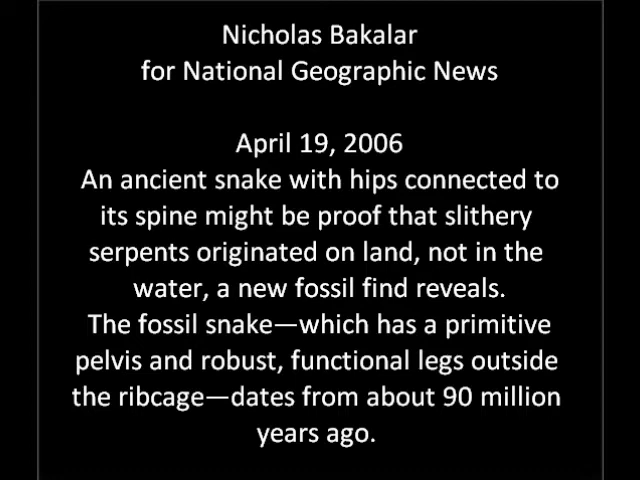 Nicholas Bakalar
for National Geographic News
April 19, 2006
An ancient snake with hips connected to
its spine might be proof that slithery
serpents originated on land, not in the
water, a new fossil find reveals.
The fossil snake—which has a primitive
pelvis and robust, functional legs outside
the ribcage—dates from about 90 million
years ago.